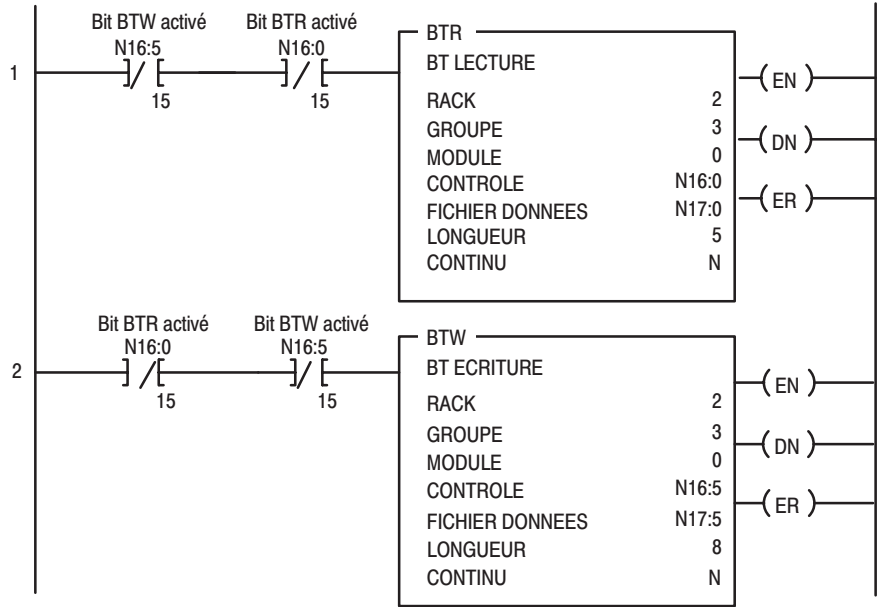 Bit BTW activé Bit BTR activé
N16:5 N16:0
15 15
1
BTR
BT LECTURE
RACK 2
GROUPE 3
MODULE 0
CONTROLE N16:0
FICHIER DONNEES N17:0
LONGUEUR 5
CONTINU N
EN
DN
ER
Bit BTR activé Bit BTW activé
N16:0 N16:5
15 15
2
BTW
BT ECRITURE
RACK 2
GROUPE 3
MODULE 0
CONTROLE N16:5
FICHIER DONNEES N17:5
LONGUEUR 8
CONTINU N
EN
DN
ER